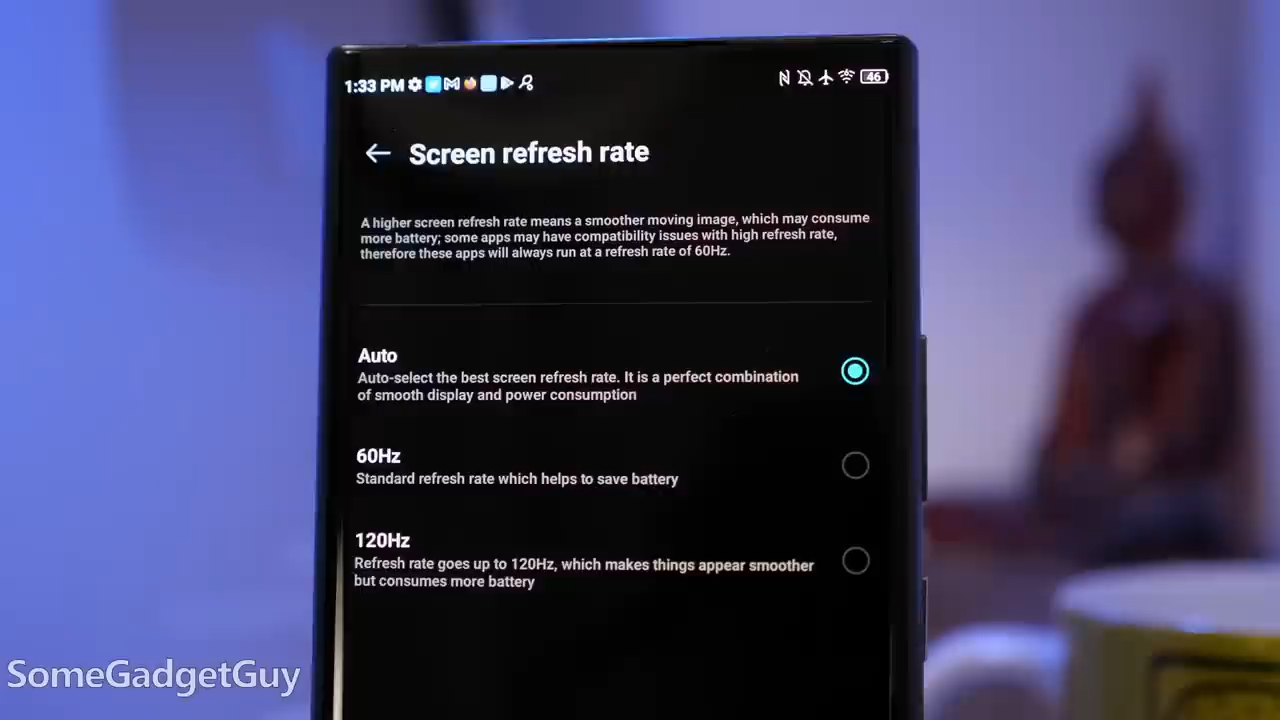 1:33 PM
46
Screen refresh rate
A higher screen refresh rate means a smoother moving image, which may consume
more battery; some apps may have compatibility issues with high refresh rate,
therefore these apps will always run at a refresh rate of 60Hz.
Auto
Auto-select the best screen refresh rate. It is a perfect combination
of smooth display and power consumption
60Hz
Standard refresh rate which helps to save battery
120Hz
Refresh rate goes up to 120Hz, which makes things appear smoother
but consumes more battery
SomeGadgetGuy